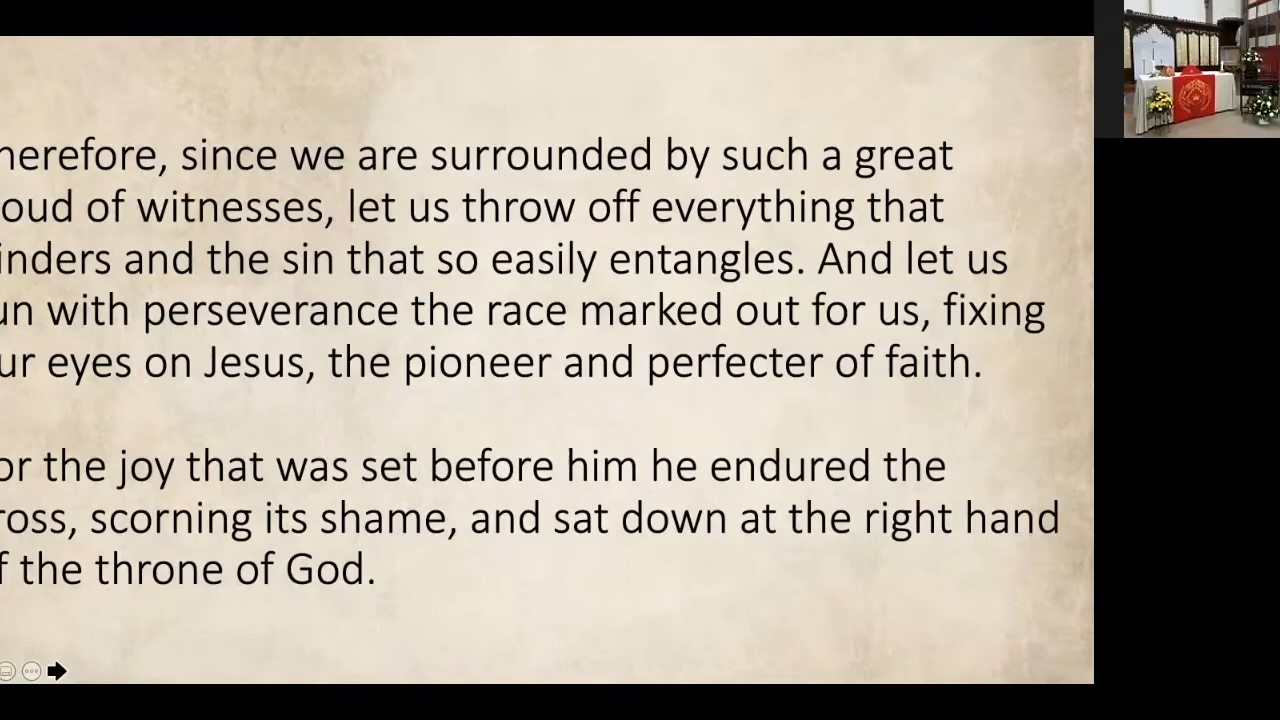 herefore, since we are surrounded by such a great
oud of witnesses, let us throw off everything that
inders and the sin that so easily entangles. And let us
un with perseverance the race marked out for us, fixing
ur eyes on Jesus, the pioneer and perfecter of faith.
or the joy that was set before him he endured the
ross, scorning its shame, and sat down at the right hand
f the throne of God.